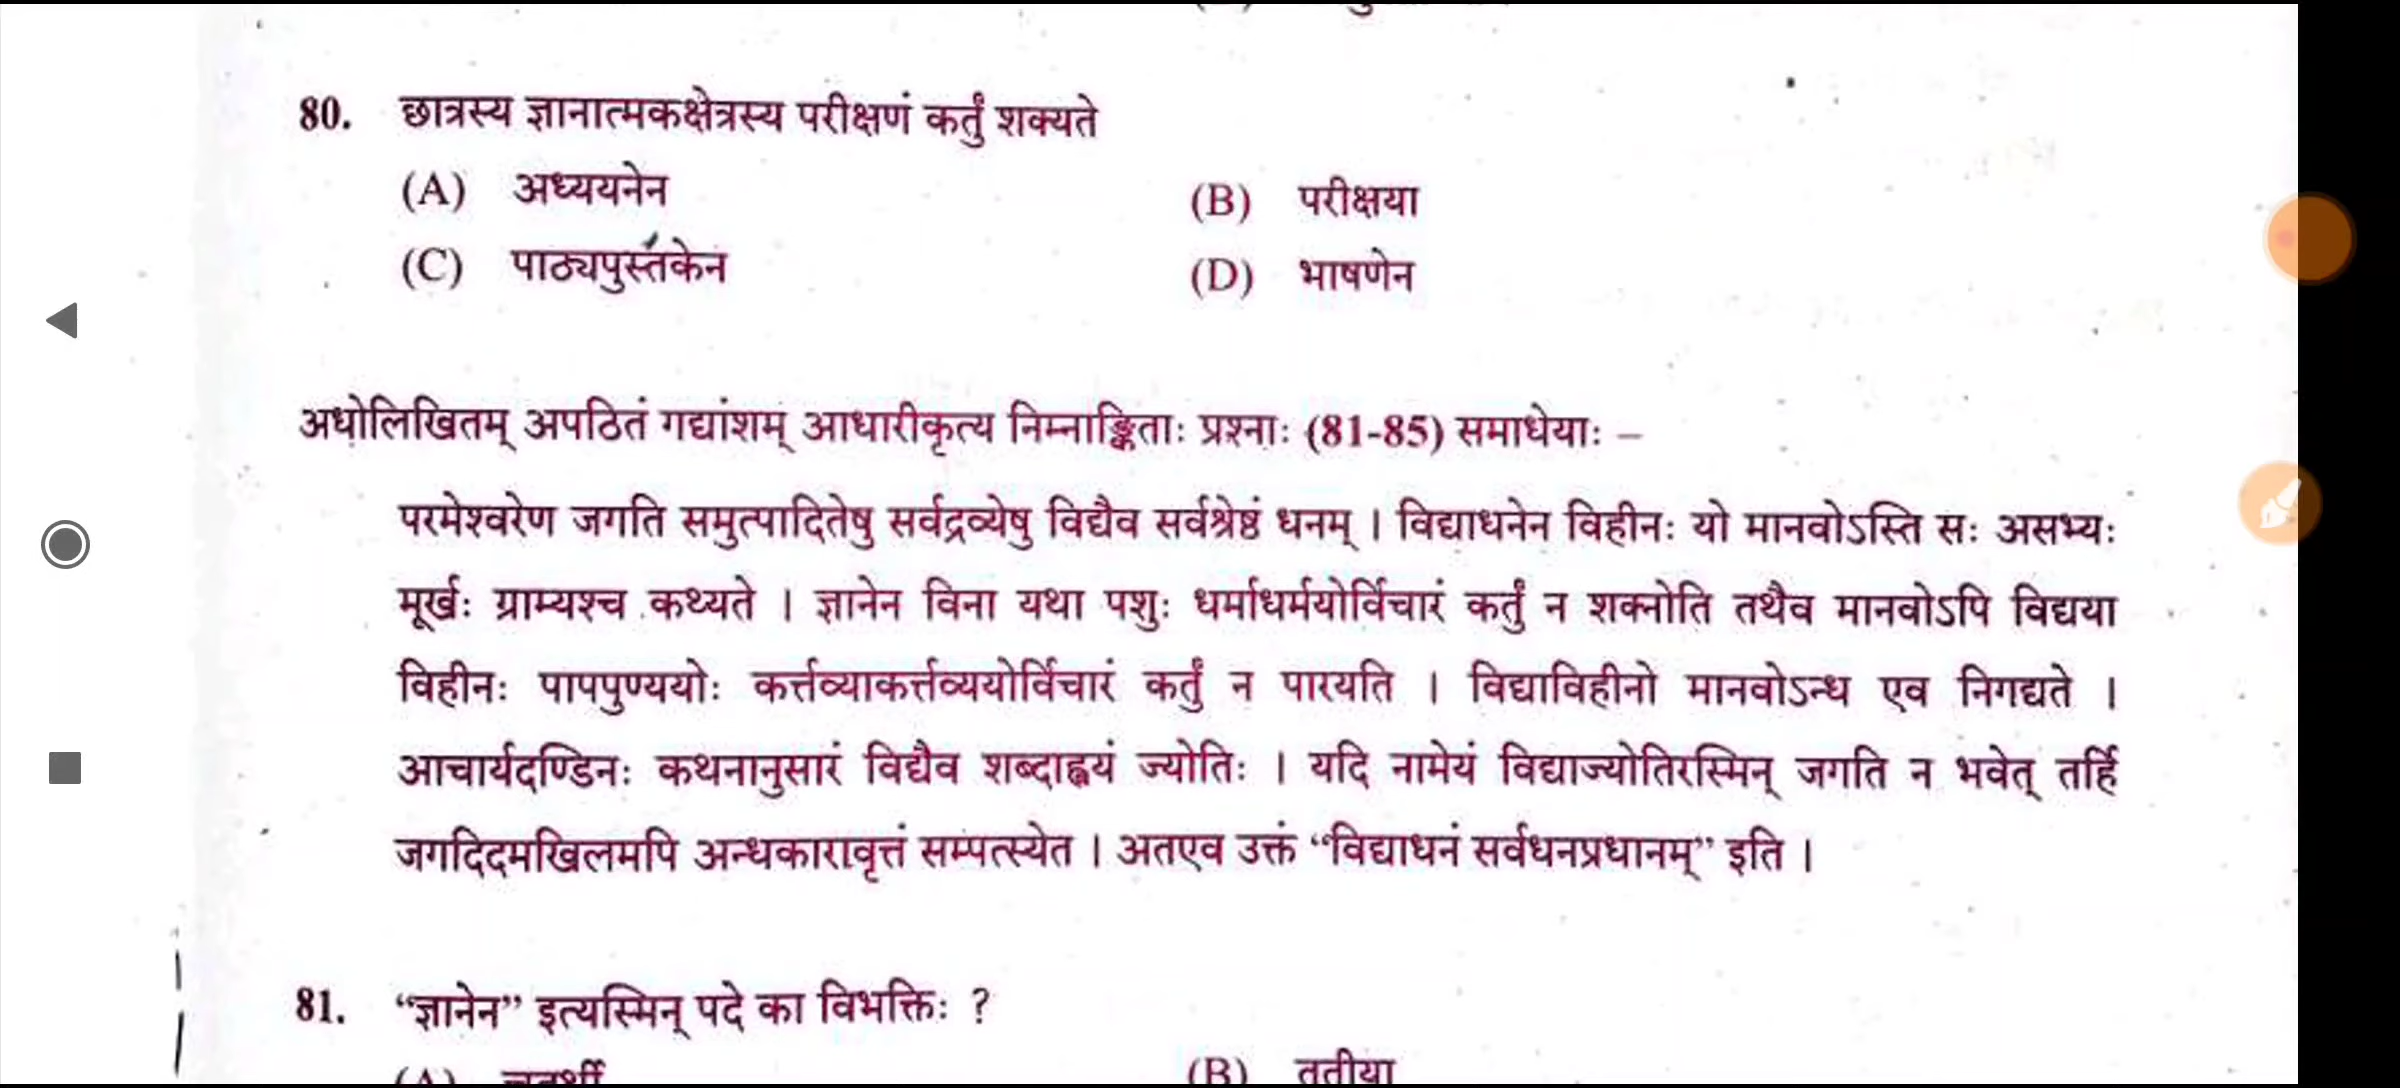 80. छात्रस्य ज्ञानात्मकक्षेत्रस्य परीक्षणं कर्तुं शक्यते
(A) अध्ययनेन (B) परीक्षया
(C) पाठ्यपुस्तकेन (D) भाषणेन
अधोलिखितम् अपठितं गद्यांशम् आधारीकृत्य निम्नाङ्किताः प्रश्नाः (81-85) समाधेयाः –
परमेश्वरेण जगति समुत्पादितेषु सर्वद्रव्येषु विद्यैव सर्वश्रेष्ठं धनम् । विद्याधनेन विहीनः यो मानवोऽस्ति सः असभ्यः
मूर्खः ग्राम्यश्च कथ्यते । ज्ञानेन विना यथा पशुः धर्माधर्मयोर्विचारं कर्तुं न शक्नोति तथैव मानवोऽपि विद्यया
विहीनः पापपुण्ययोः कर्त्तव्याकर्त्तव्ययोर्विचारं कर्तुं न पारयति । विद्याविहीनो मानवोऽन्ध एव निगद्यते ।
आचार्यदण्डिनः कथनानुसारं विद्यैव शब्दाह्वयं ज्योतिः । यदि नामेयं विद्याज्योतिरस्मिन् जगति न भवेत् तर्हि
जगदिदमखिलमपि अन्धकारावृत्तं सम्पत्स्येत । अतएव उक्तं “विद्याधनं सर्वधनप्रधानम्” इति ।
81. “ज्ञानेन” इत्यस्मिन् पदे का विभक्तिः ?
(A) चतुर्थी (B) तृतीया